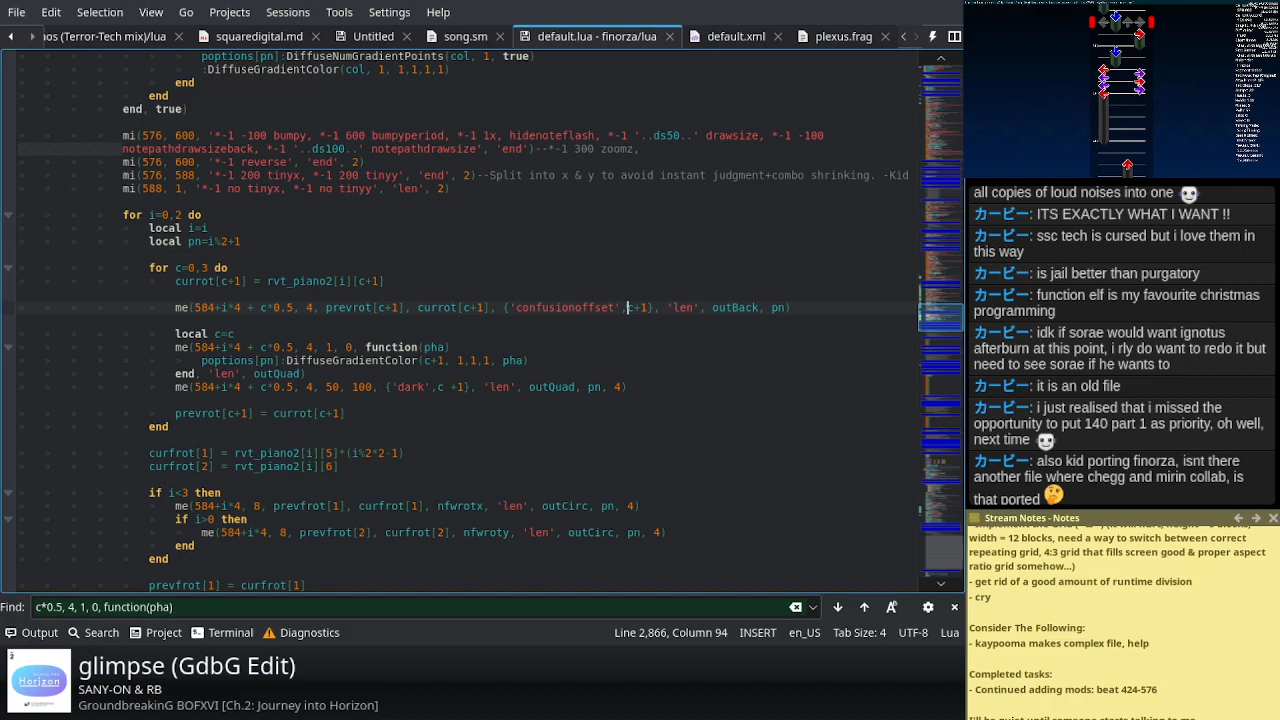 File Edit Selection View Go Projects Sessions Tools Settings Help
os (Terror-Tech mix)/lua squaredigital.md Untitled song.sm default.lua - finorza/lua default.xml plexus.frag
poptions[pn]:DiffuseNumGradientPoints(col, 1, true)
:DiffuseGradientColor(col, 1, 1,1,1,1)
end
end
end, true)
mi(576, 600, '*-1 -100 bumpy, *-1 600 bumpyperiod, *-1 1x, hidenoteflash, *-1 '..ds50..' drawsize, *-1 -100
notepathdrawsizeback, *-1 '..ds100..' notepathdrawsize', 'end')--*-1 300 zoomz,
mi(576, 600, '*-1 reverse', 'end', 2)
mi(576, 588, '*-1 200 tinyx, *-1 200 tinyy', 'end', 2)--Split into x & y to avoid instant judgment+combo shrinking. -Kid
mi(588, 1, '*-1 no tinyx, *-1 no tinyy', 'len', 2)
for i=0,2 do
local i=i
local pn=i%2+1
for c=0,3 do
currot[c+1] = rvt_piano2[i][c+1]
me(584+i*4 + c*0.5, 4, prevrot[c+1], currot[c+1], {'confusionoffset',c+1}, 'len', outBack, pn)
local c=c
me(584+i*4 + c*0.5, 4, 1, 0, function(pha)
poptions[pn]:DiffuseGradientColor(c+1, 1,1,1, pha)
end, 'len', outQuad)
me(584+i*4 + c*0.5, 4, 50, 100, {'dark',c +1}, 'len', outQuad, pn, 4)
prevrot[c+1] = currot[c+1]
end
curfrot[1] = rvt_piano2[i][5]*(i%2*2-1)
curfrot[2] = rvt_piano2[i][6]
if i<3 then
me(584+i*4, 8, prevfrot[1], curfrot[1], nfwrotx, 'len', outCirc, pn, 4)
if i>0 then
me(584+i*4, 8, prevfrot[2], curfrot[2], nfwroty, 'len', outCirc, pn, 4)
end
end
prevfrot[1] = curfrot[1]
Find: c*0.5, 4, 1, 0, function(pha)
Output Search Project Terminal Diagnostics Line 2,866, Column 94 INSERT en_US Tab Size: 4 UTF-8 Lua
glimpse (GdbG Edit)
SANY-ON & RB
GroundbreakinG BOFXVI [Ch.2: Journey into Horizon]
Horizon
all copies of loud noises into one
カービー: ITS EXACTLY WHAT I WANT !!
カービー: ssc tech is cursed but i love them in
this way
カービー: is jail better than purgatory
カービー: function elf is my favourite christmas
programming
カービー: idk if sorae would want ignotus
afterburn at this point, i rly do want to redo it but
need to see sorae if he wants to
カービー: it is an old file
カービー: i just realised that i missed the
opportunity to put 140 part 1 as priority, oh well,
next time
カービー: also kid porting finorza, isnt there
another file where chegg and mirin collab, is
that ported
Stream Notes - Notes
width = 12 blocks, need a way to switch between correct
repeating grid, 4:3 grid that fills screen good & proper aspect
ratio grid somehow...)
- get rid of a good amount of runtime division
- cry
Consider The Following:
- kaypooma makes complex file, help
Completed tasks:
- Continued adding mods: beat 424-576
I'll be quiet until someone starts talking to me